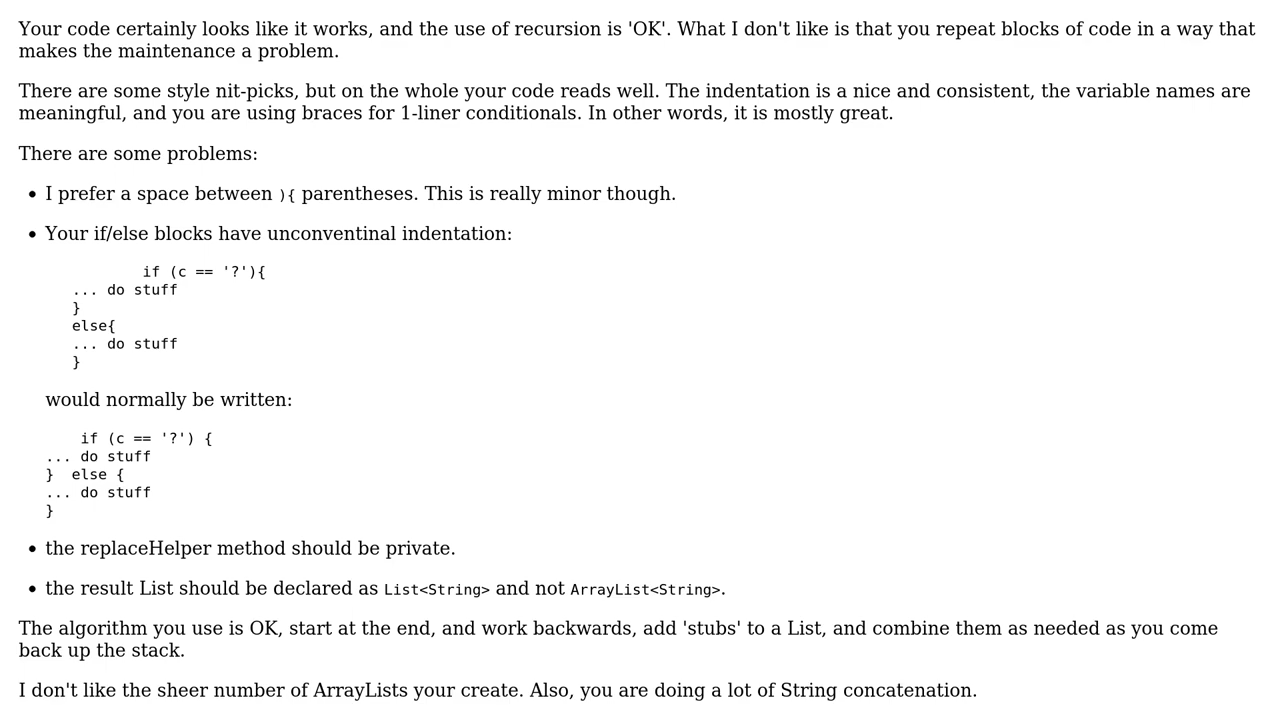 Your code certainly looks like it works, and the use of recursion is 'OK'. What I don't like is that you repeat blocks of code in a way that
makes the maintenance a problem.
There are some style nit-picks, but on the whole your code reads well. The indentation is a nice and consistent, the variable names are
meaningful, and you are using braces for 1-liner conditionals. In other words, it is mostly great.
There are some problems:
• I prefer a space between ){ parentheses. This is really minor though.
• Your if/else blocks have unconventinal indentation:
        if (c == '?'){
... do stuff
}
else{
... do stuff
}
would normally be written:
    if (c == '?') {
... do stuff
}  else {
... do stuff
}
• the replaceHelper method should be private.
• the result List should be declared as List<String> and not ArrayList<String>.
The algorithm you use is OK, start at the end, and work backwards, add 'stubs' to a List, and combine them as needed as you come
back up the stack.
I don't like the sheer number of ArrayLists your create. Also, you are doing a lot of String concatenation.